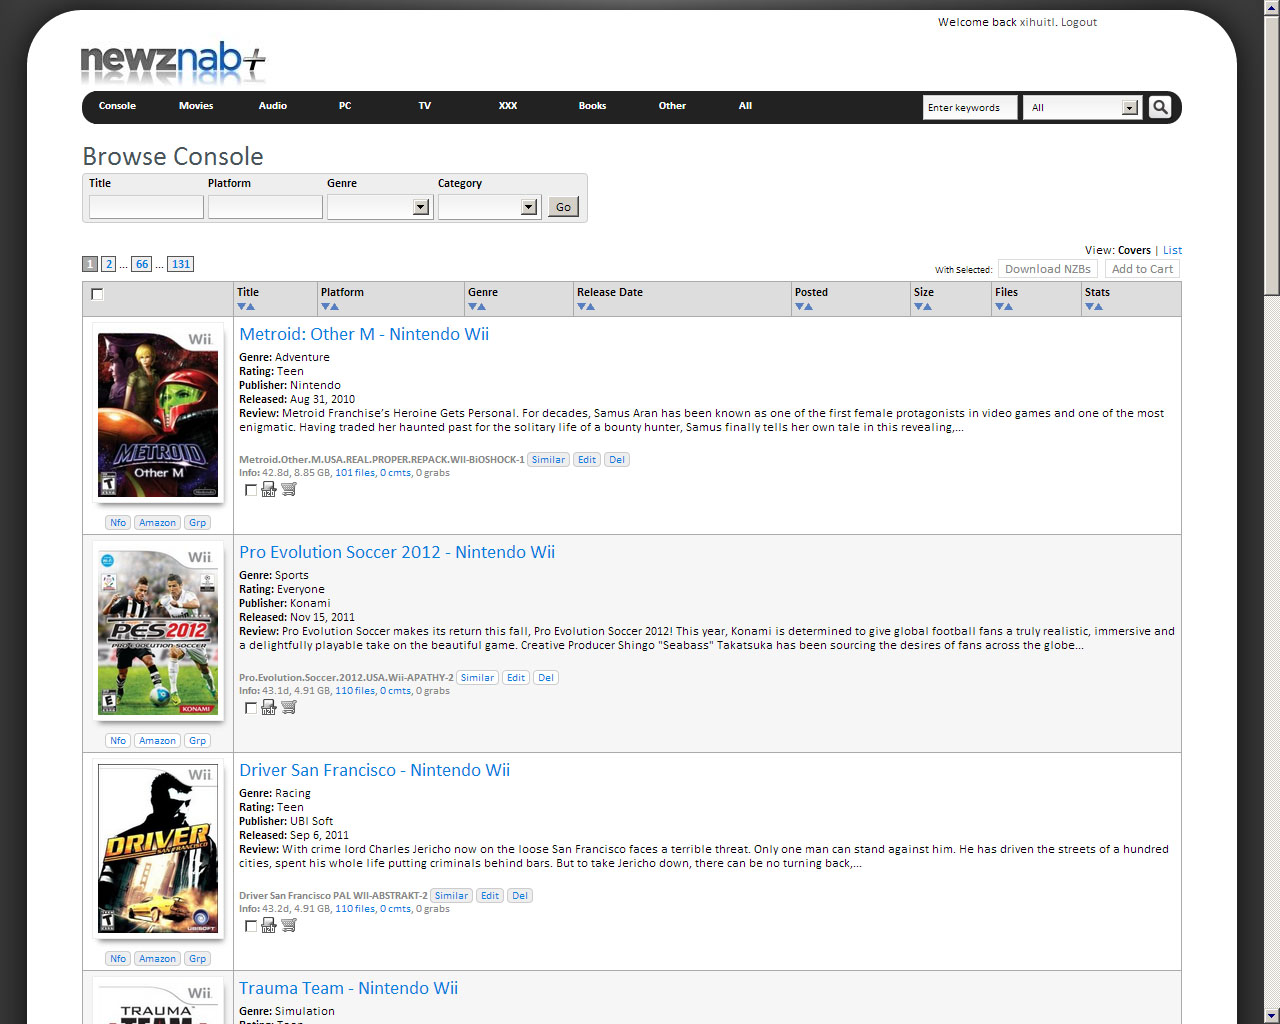 Welcome back xihuitl. Logout
newznab+
Console Movies Audio PC TV XXX Books Other All Enter keywords All
Browse Console
Title Platform Genre Category
Go
View: Covers | List
1 2 ... 66 ... 131
With Selected: Download NZBs Add to Cart
Title Platform Genre Release Date Posted Size Files Stats
Wii
METROID
Other M
Nintendo
Metroid: Other M - Nintendo Wii
Genre: Adventure
Rating: Teen
Publisher: Nintendo
Released: Aug 31, 2010
Review: Metroid Franchise's Heroine Gets Personal. For decades, Samus Aran has been known as one of the first female protagonists in video games and one of the most
enigmatic. Having traded her haunted past for the solitary life of a bounty hunter, Samus finally tells her own tale in this revealing,...
Metroid.Other.M.USA.REAL.PROPER.REPACK.WII-BiOSHOCK-1 Similar Edit Del
Info: 42.8d, 8.85 GB, 101 files, 0 cmts, 0 grabs
Nfo Amazon Grp
Wii
PES2012
PRO EVOLUTION SOCCER
E
KONAMI
Pro Evolution Soccer 2012 - Nintendo Wii
Genre: Sports
Rating: Everyone
Publisher: Konami
Released: Nov 15, 2011
Review: Pro Evolution Soccer makes its return this fall, Pro Evolution Soccer 2012! This year, Konami is determined to give global football fans a truly realistic, immersive and
a delightfully playable take on the beautiful game. Creative Producer Shingo "Seabass" Takatsuka has been sourcing the desires of fans across the globe...
Pro.Evolution.Soccer.2012.USA.Wii-APATHY-2 Similar Edit Del
Info: 43.1d, 4.91 GB, 110 files, 0 cmts, 0 grabs
Nfo Amazon Grp
Wii
DRIVER
SAN FRANCISCO
T
UBISOFT
Driver San Francisco - Nintendo Wii
Genre: Racing
Rating: Teen
Publisher: UBI Soft
Released: Sep 6, 2011
Review: With crime lord Charles Jericho now on the loose San Francisco faces a terrible threat. Only one man can stand against him. He has driven the streets of a hundred
cities, spent his whole life putting criminals behind bars. But to take Jericho down, there can be no turning back,...
Driver San Francisco PAL WII-ABSTRAKT-2 Similar Edit Del
Info: 43.2d, 4.91 GB, 110 files, 0 cmts, 0 grabs
Nfo Amazon Grp
Wii
TRAUMA
TEAM
Trauma Team - Nintendo Wii
Genre: Simulation
Rating: Teen